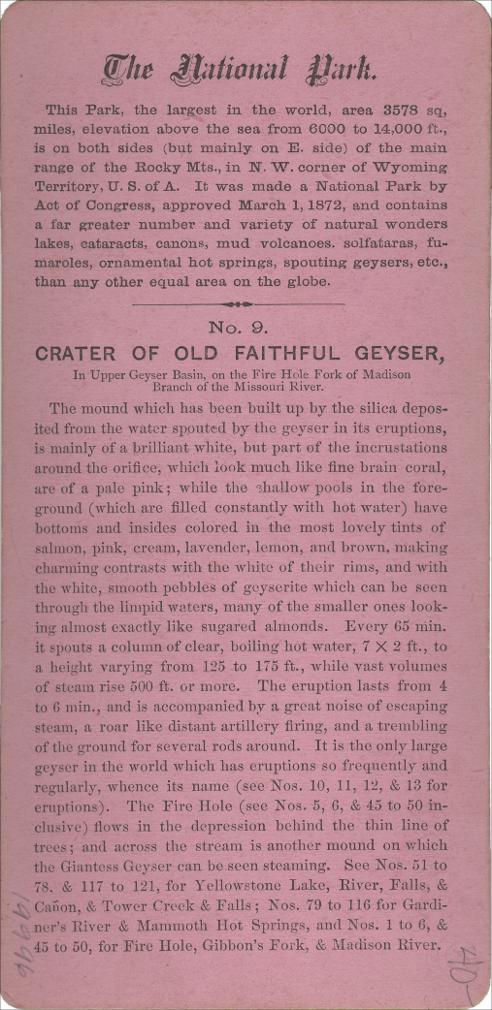 The National Park.
This Park, the largest in the world, area 3578 sq,
miles, elevation above the sea from 6000 to 14,000 ft.,
is on both sides (but mainly on E. side) of the main
range of the Rocky Mts., in N. W. corner of Wyoming
Territory, U. S. of A. It was made a National Park by
Act of Congress, approved March 1, 1872, and contains
a far greater number and variety of natural wonders
lakes, cataracts, canons, mud volcanoes. solfataras, fu-
maroles, ornamental hot springs, spouting geysers, etc.,
than any other equal area on the globe.
No. 9.
CRATER OF OLD FAITHFUL GEYSER,
In Upper Geyser Basin, on the Fire Hole Fork of Madison
Branch of the Missouri River.
The mound which has been built up by the silica depos-
ited from the water spouted by the geyser in its eruptions,
is mainly of a brilliant white, but part of the incrustations
around the orifice, which look much like fine brain coral,
are of a pale pink; while the shallow pools in the fore-
ground (which are filled constantly with hot water) have
bottoms and insides colored in the most lovely tints of
salmon, pink, cream, lavender, lemon, and brown, making
charming contrasts with the white of their rims, and with
the white, smooth pebbles of geyserite which can be seen
through the limpid waters, many of the smaller ones look-
ing almost exactly like sugared almonds. Every 65 min.
it spouts a column of clear, boiling hot water, 7 X 2 ft., to
a height varying from 125 to 175 ft., while vast volumes
of steam rise 500 ft. or more. The eruption lasts from 4
to 6 min., and is accompanied by a great noise of escaping
steam, a roar like distant artillery firing, and a trembling
of the ground for several rods around. It is the only large
geyser in the world which has eruptions so frequently and
regularly, whence its name (see Nos. 10, 11, 12, & 13 for
eruptions). The Fire Hole (see Nos. 5, 6, & 45 to 50 in-
clusive) flows in the depression behind the thin line of
trees; and across the stream is another mound on which
the Giantess Geyser can be seen steaming. See Nos. 51 to
78, & 117 to 121, for Yellowstone Lake, River, Falls, &
Cañon, & Tower Creek & Falls; Nos. 79 to 116 for Gardi-
ner's River & Mammoth Hot Springs, and Nos. 1 to 6, &
45 to 50, for Fire Hole, Gibbon's Fork, & Madison River.